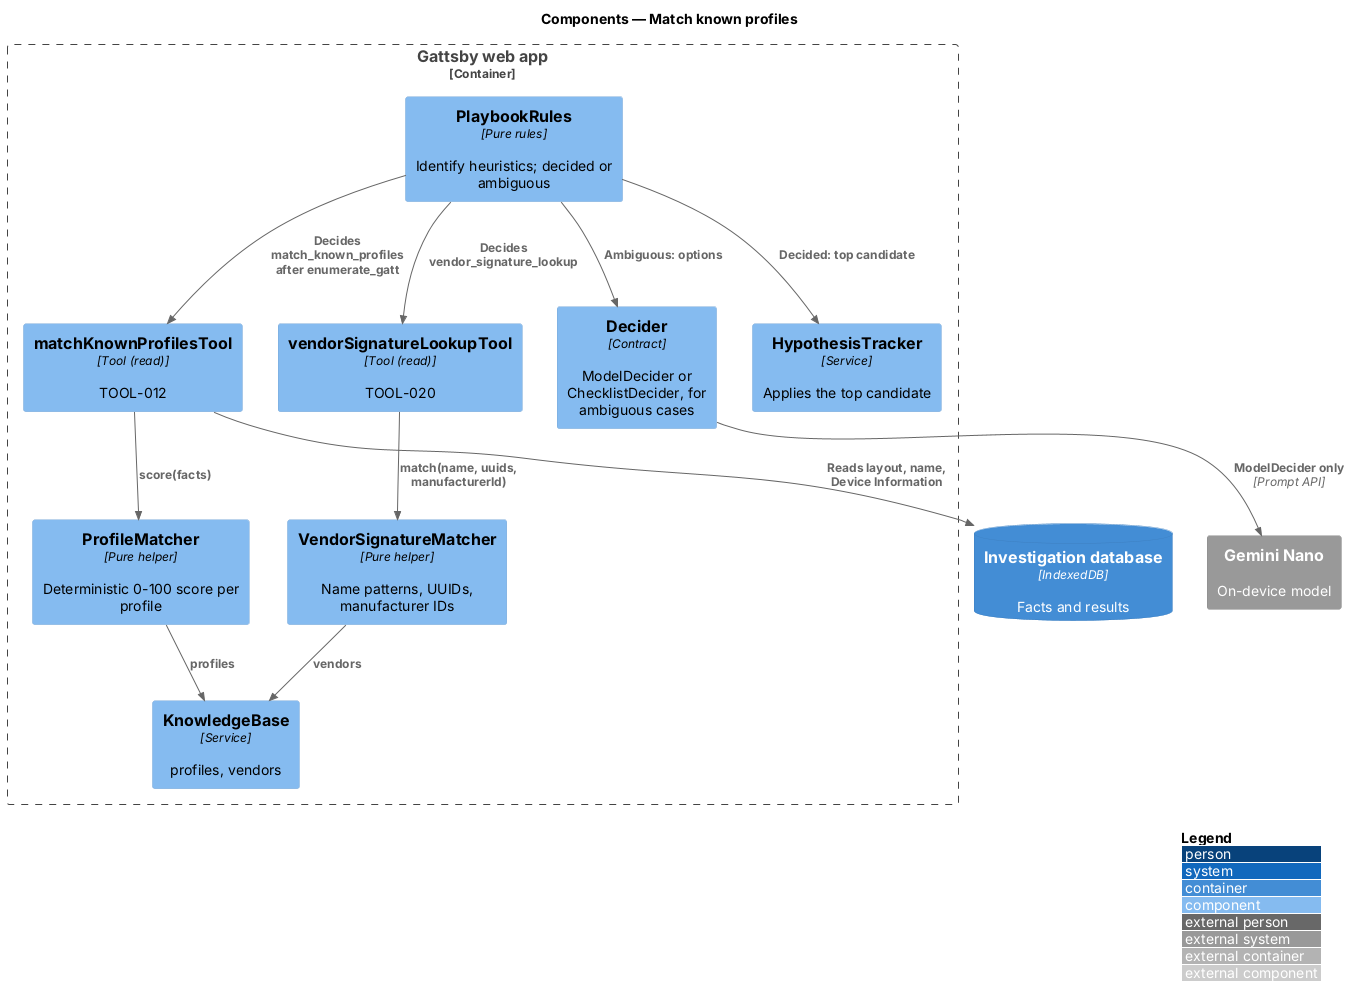 Components — Match known profiles
Gattsby web app
[Container]
PlaybookRules
[Pure rules]
Identify heuristics; decided or
ambiguous
Decides
match_known_profiles
after enumerate_gatt
Decides
vendor_signature_lookup
Ambiguous: options
Decided: top candidate
matchKnownProfilesTool
[Tool (read)]
TOOL-012
vendorSignatureLookupTool
[Tool (read)]
TOOL-020
Decider
[Contract]
ModelDecider or
ChecklistDecider, for
ambiguous cases
HypothesisTracker
[Service]
Applies the top candidate
score(facts)
match(name, uuids,
manufacturerId)
Reads layout, name,
Device Information
ModelDecider only
[Prompt API]
ProfileMatcher
[Pure helper]
Deterministic 0-100 score per
profile
VendorSignatureMatcher
[Pure helper]
Name patterns, UUIDs,
manufacturer IDs
Investigation database
[IndexedDB]
Facts and results
Gemini Nano
On-device model
profiles
vendors
KnowledgeBase
[Service]
profiles, vendors
Legend
person
system
container
component
external person
external system
external container
external component